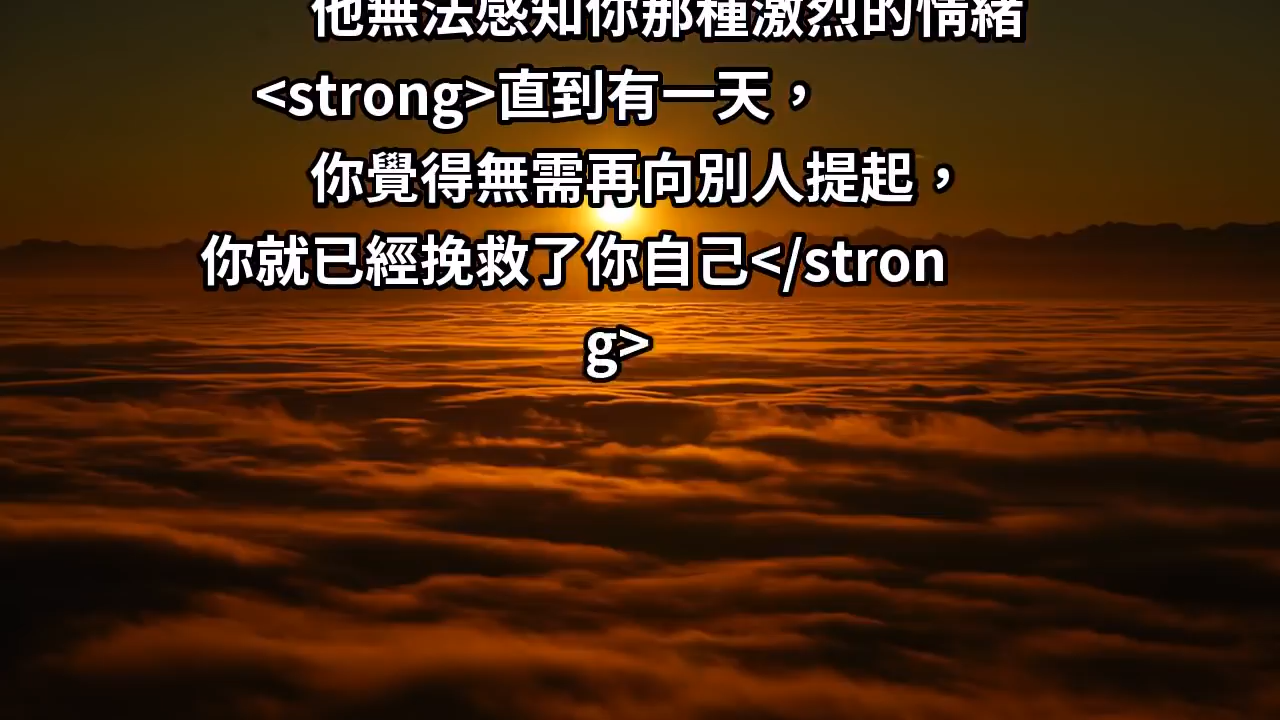 他無法感知你那種激烈的情緒
<strong>直到有一天，
你覺得無需再向別人提起，
你就已經挽救了你自己</stron
g>